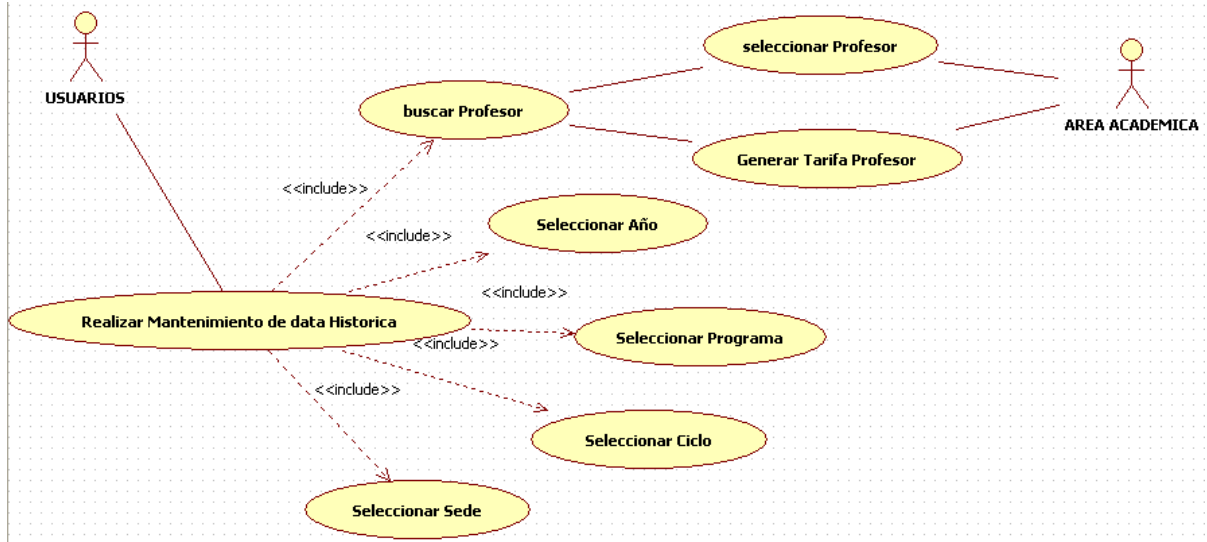 seleccionar Profesor
USUARIOS
buscar Profesor
AREA ACADEMICA
Generar Tarifa Profesor
<<include>>
Seleccionar Año
<<include>>
<<include>>
Realizar Mantenimiento de data Historica
Seleccionar Programa
<<include>>
<<include>>
Seleccionar Ciclo
Seleccionar Sede